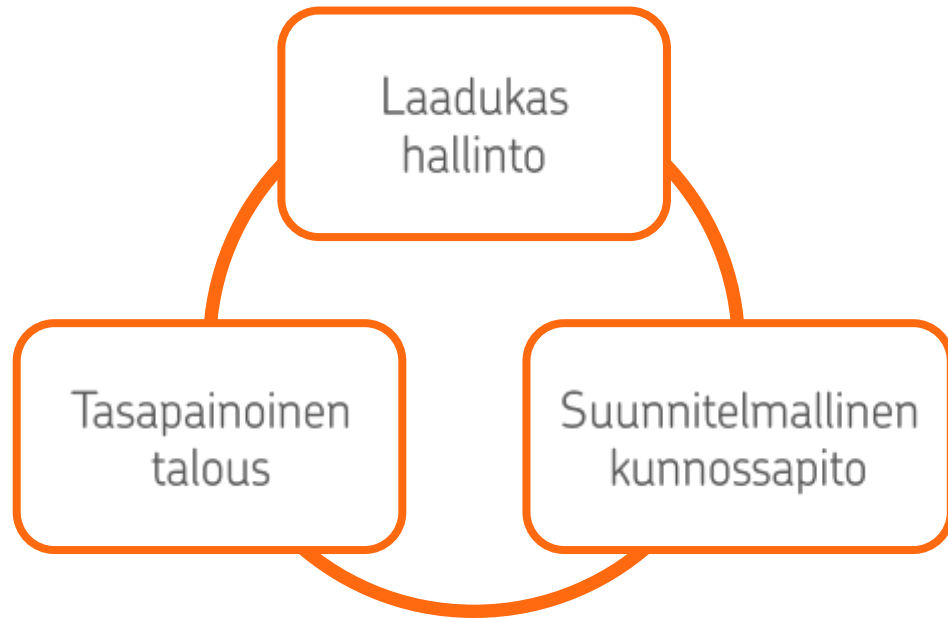 Laadukas
hallinto
Tasapainoinen
talous
Suunnitelmallinen
kunnossapito